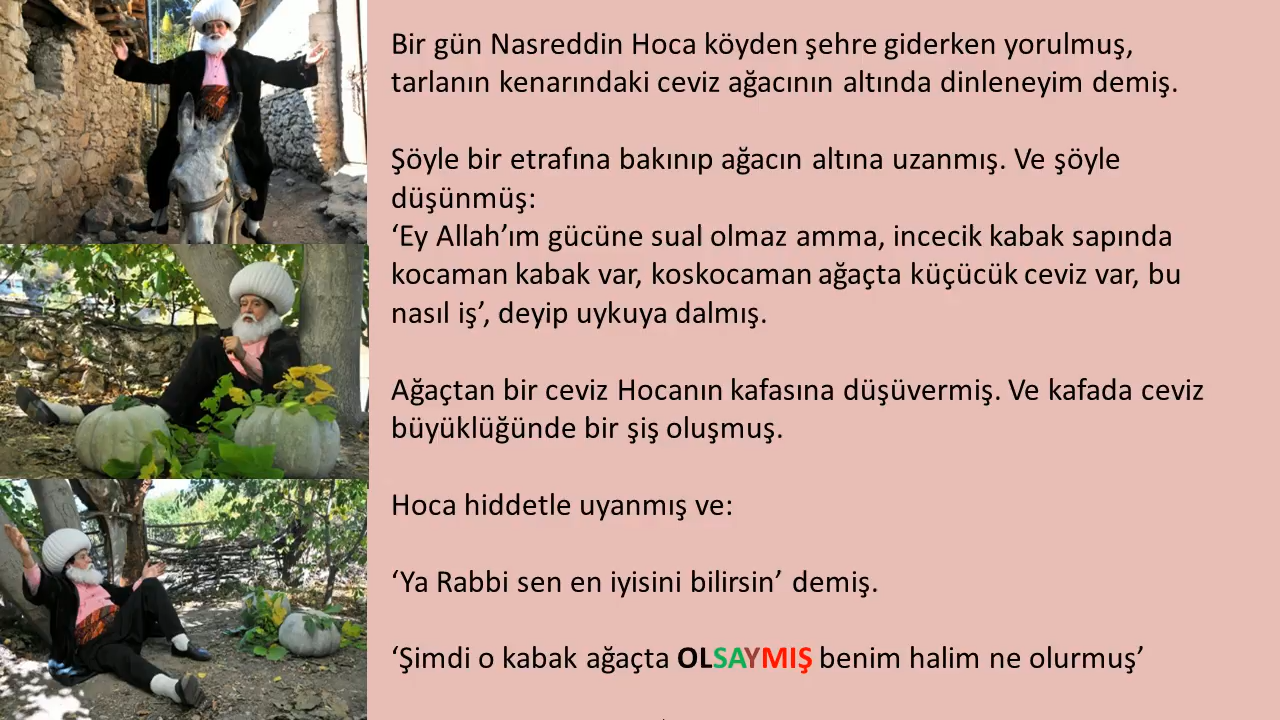 Bir gün Nasreddin Hoca köyden şehre giderken yorulmuş,
tarlanın kenarındaki ceviz ağacının altında dinleneyim demiş.
Şöyle bir etrafına bakınıp ağacın altına uzanmış. Ve şöyle
düşünmüş:
‘Ey Allah’ım gücüne sual olmaz amma, incecik kabak sapında
kocaman kabak var, koskocaman ağaçta küçücük ceviz var, bu
nasıl iş’, deyip uykuya dalmış.
Ağaçtan bir ceviz Hocanın kafasına düşüvermiş. Ve kafada ceviz
büyüklüğünde bir şiş oluşmuş.
Hoca hiddetle uyanmış ve:
‘Ya Rabbi sen en iyisini bilirsin’ demiş.
‘Şimdi o kabak ağaçta OLSAYMIŞ benim halim ne olurmuş’